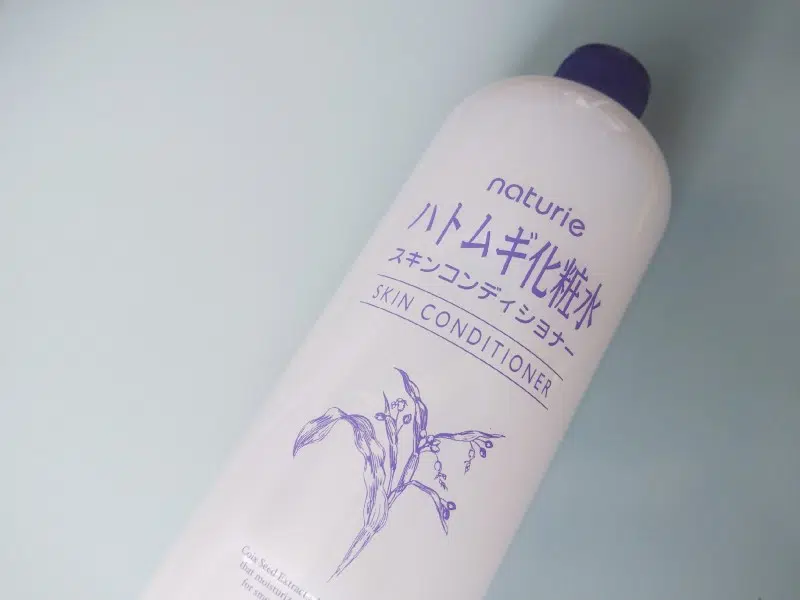 naturie
ハトムギ化粧水
スキンコンディショナー
SKIN CONDITIONER
Coix Seed Extract
that moisturi
for